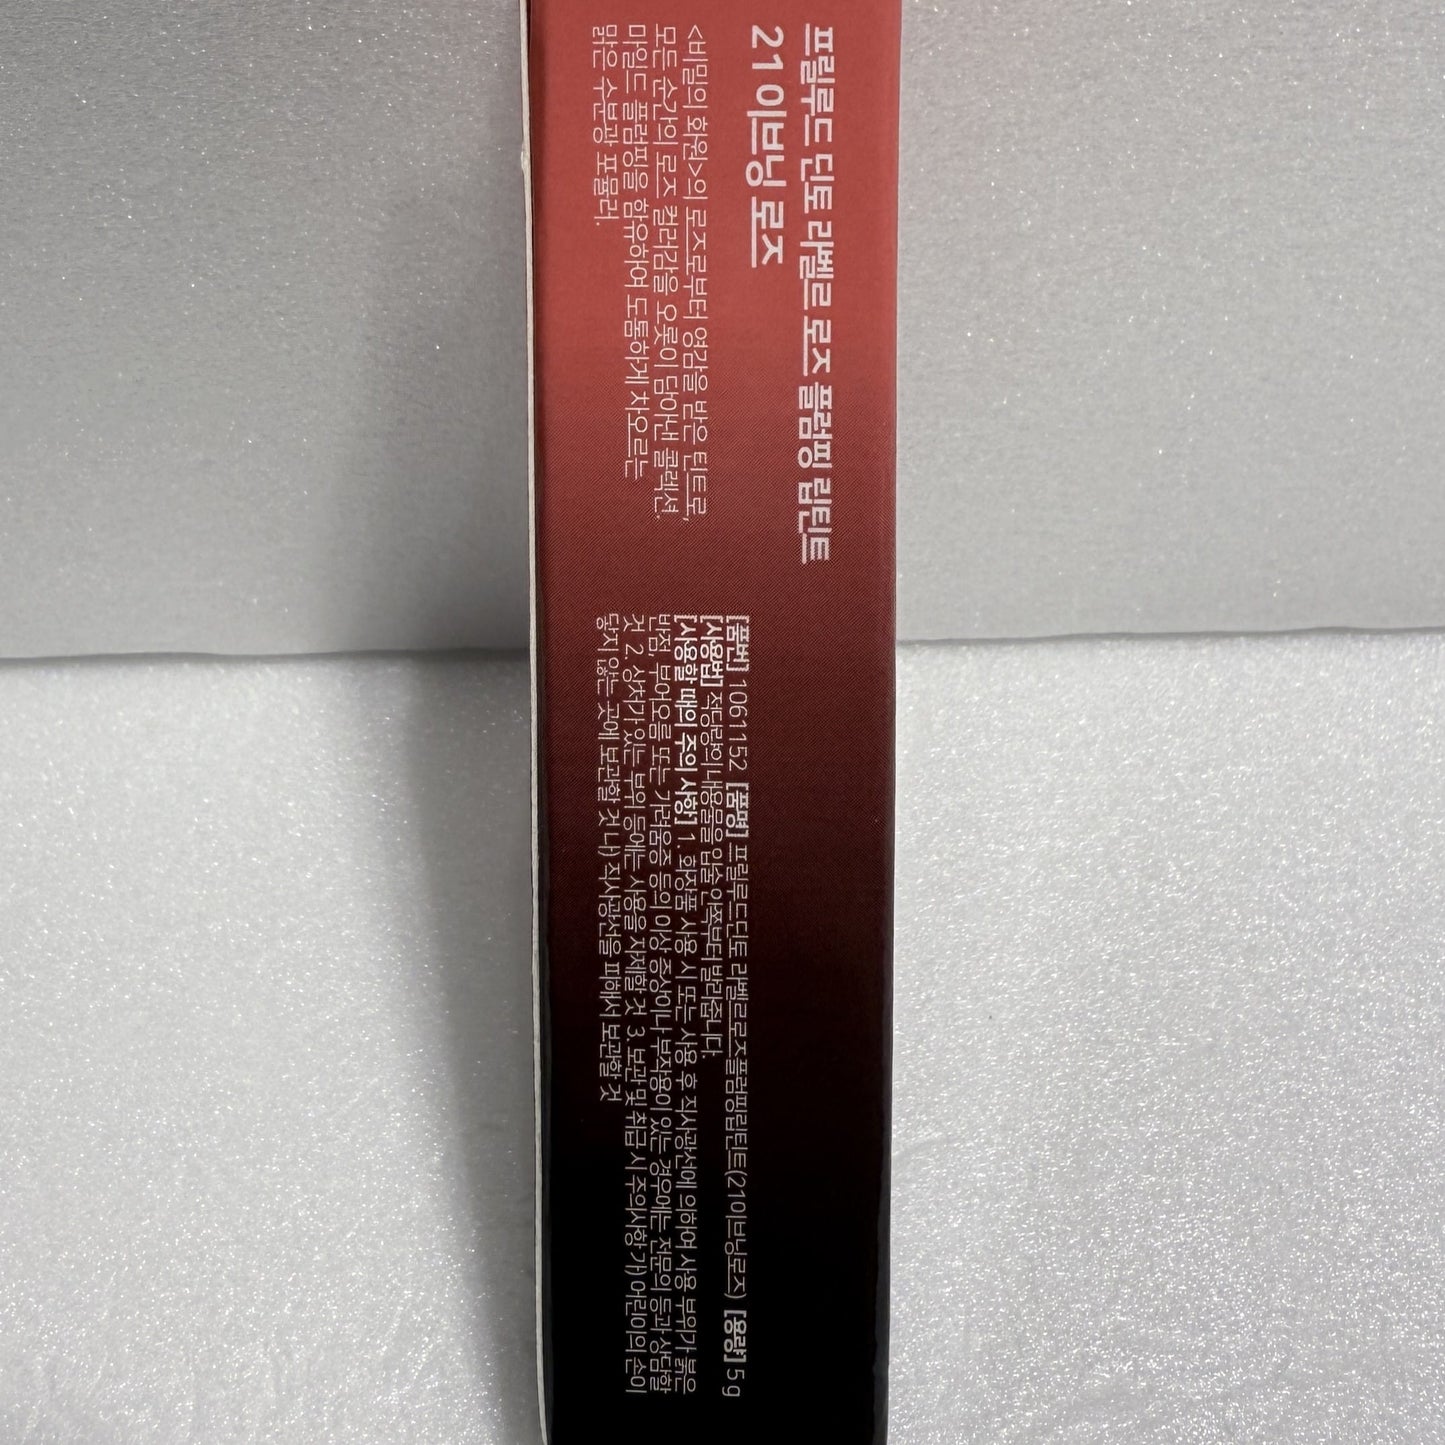 프릴루드 딘토 라벨르 로즈 플럼핑 립틴트
21 이브닝 로즈
<비밀의 화원>의 로즈로부터 영감을 받은 틴트로,
모든 순간의 로즈 컬러감을 오롯이 담아낸 콜렉션.
마일드 플럼핑을 함유하여 도톰하게 차오르는
맑은 수분광 포뮬러.
[품번] 1061152 [품명] 프릴루드딘토 라벨르로즈플럼핑립틴트(21이브닝로즈) [용량] 5 g
[사용법] 적당량의 내용물을 입술 안쪽부터 발라줍니다.
[사용할 때의 주의 사항] 1. 화장품 사용 시 또는 사용 후 직사광선에 의하여 사용 부위가 붉은
반점, 부어오름 또는 가려움증 등의 이상 증상이나 부작용이 있는 경우에는 전문의 등과 상담할
것 2. 상처가 있는 부위 등에는 사용을 자제할 것 3. 보관 및 취급 시 주의사항 가) 어린이의 손이
닿지 않는 곳에 보관할 것 나) 직사광선을 피해서 보관할 것